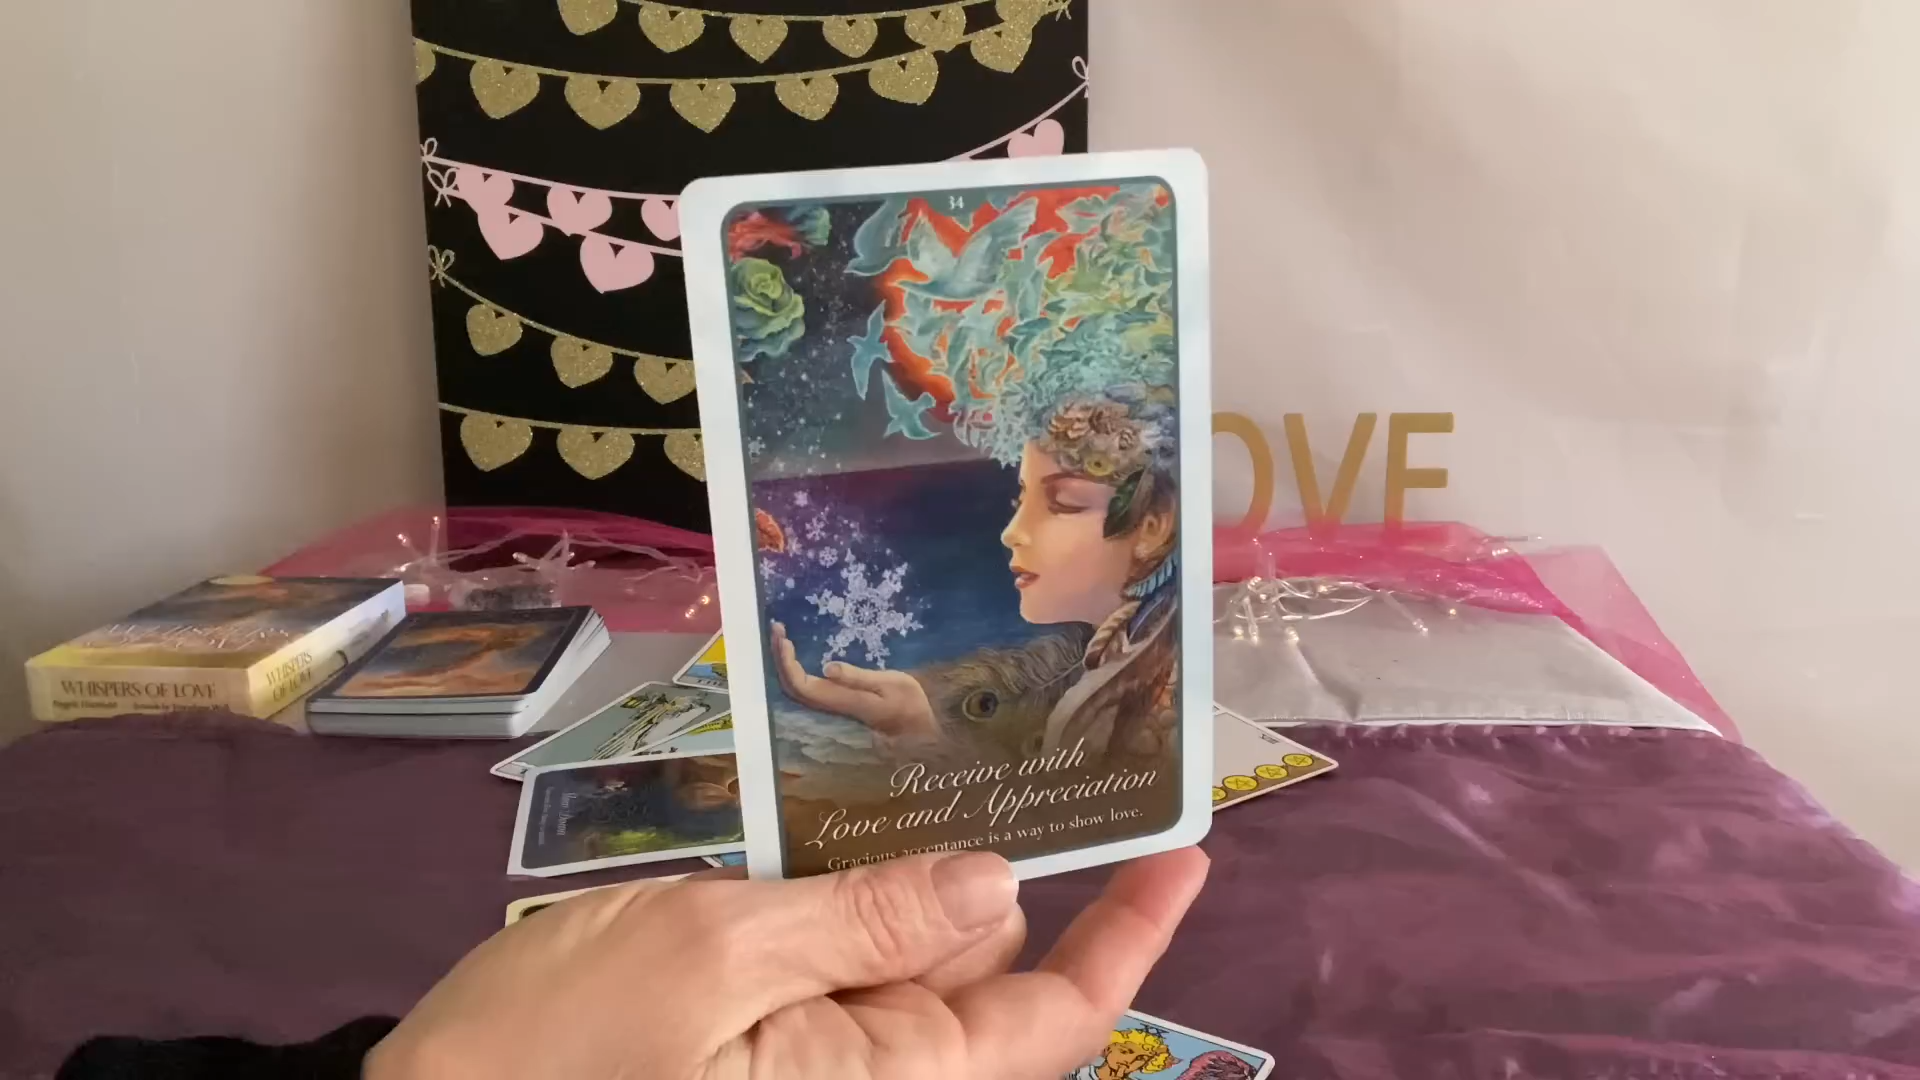 34
OVE
WHISPERS OF LOVE
WHISPERS
OF LOVE
Receive with
Love and Appreciation
Gracious acceptance is a way to show love.